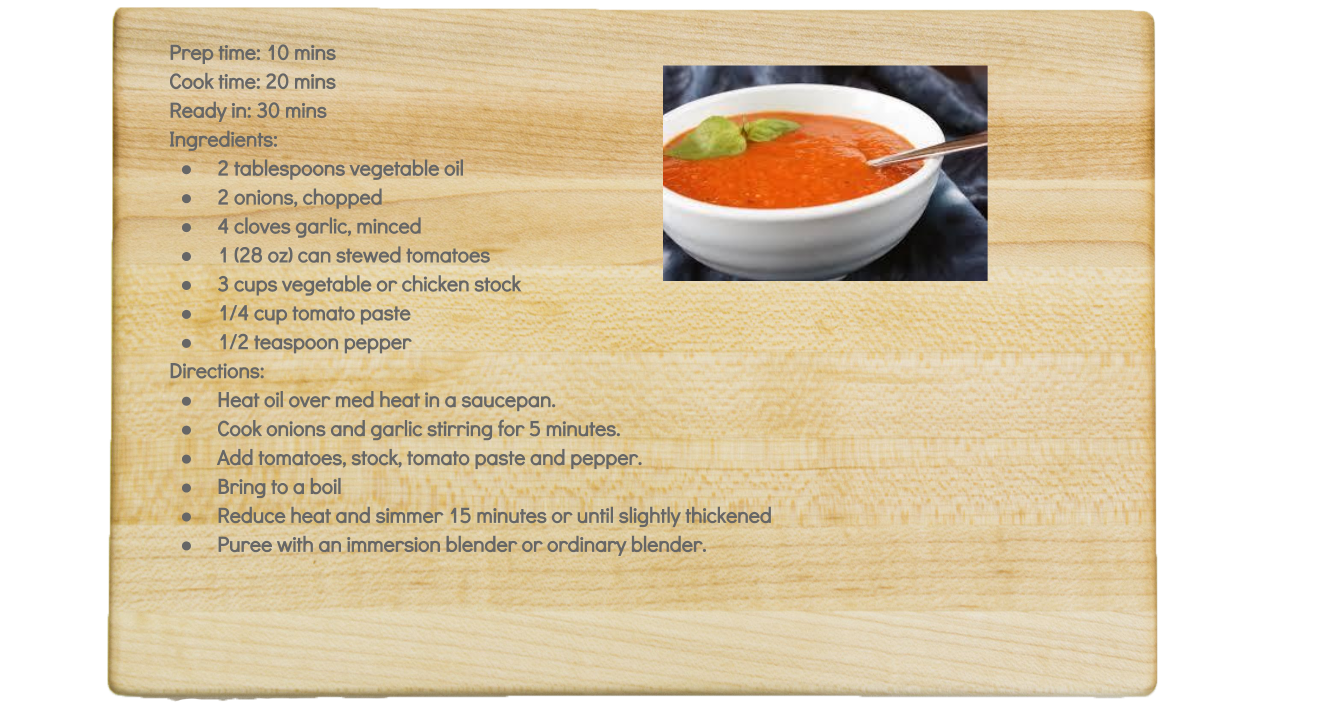 Prep time: 10 mins
Cook time: 20 mins
Ready in: 30 mins
Ingredients:
● 2 tablespoons vegetable oil
● 2 onions, chopped
● 4 cloves garlic, minced
● 1 (28 oz) can stewed tomatoes
● 3 cups vegetable or chicken stock
● 1/4 cup tomato paste
● 1/2 teaspoon pepper
Directions:
● Heat oil over med heat in a saucepan.
● Cook onions and garlic stirring for 5 minutes.
● Add tomatoes, stock, tomato paste and pepper.
● Bring to a boil
● Reduce heat and simmer 15 minutes or until slightly thickened
● Puree with an immersion blender or ordinary blender.